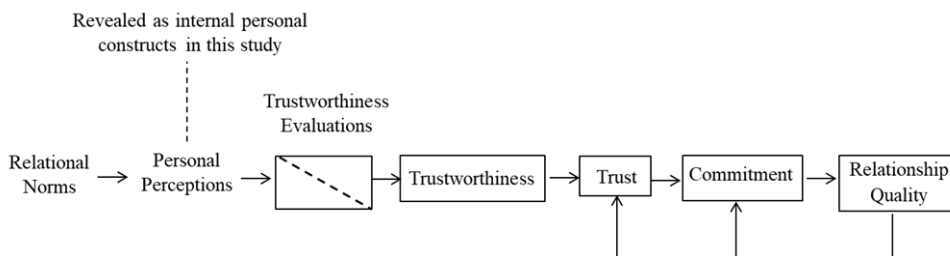 Revealed as internal personal
constructs in this study
Trustworthiness
Evaluations
Relational
Norms
Personal
Perceptions
Trustworthiness
Trust
Commitment
Relationship
Quality